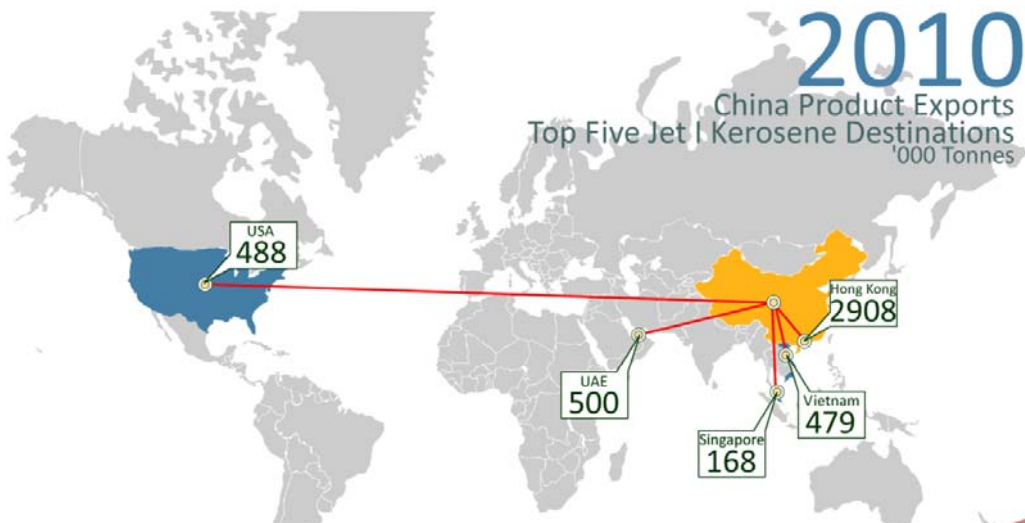 2010
China Product Exports
Top Five Jet l Kerosene Destinations
'000 Tonnes
USA
488
Hong Kong
2908
UAE
500
Vietnam
479
Singapore
168